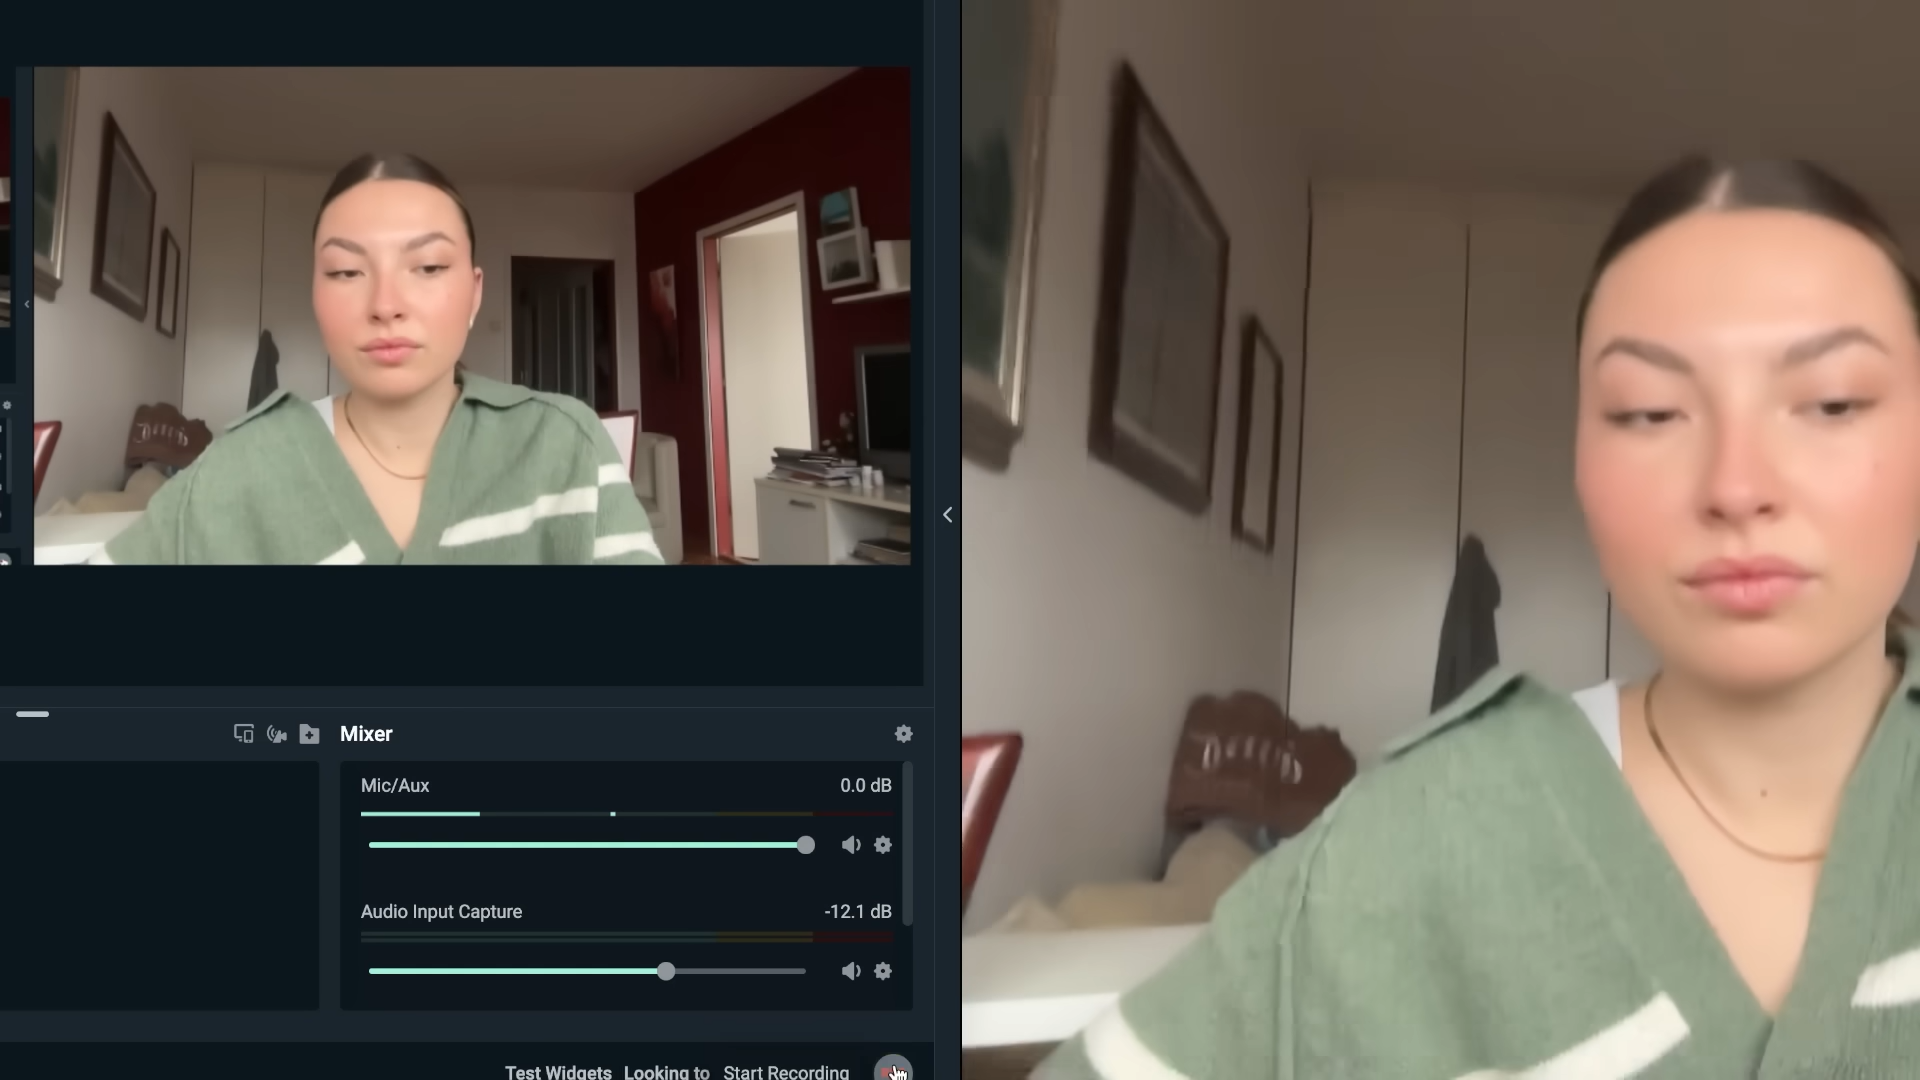 Mixer
Mic/Aux 0.0 dB
Audio Input Capture -12.1 dB
Test Widgets Looking to Start Recording